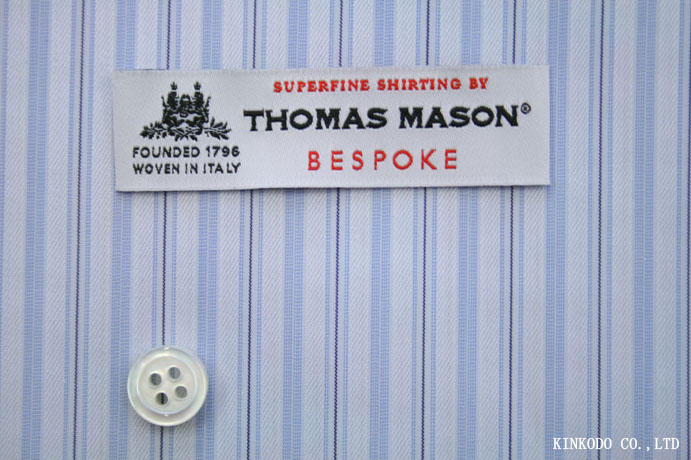 SUPERFINE SHIRTING BY
THOMAS MASON®
BESPOKE
FOUNDED 1796
WOVEN IN ITALY
KINKODO CO.,LTD